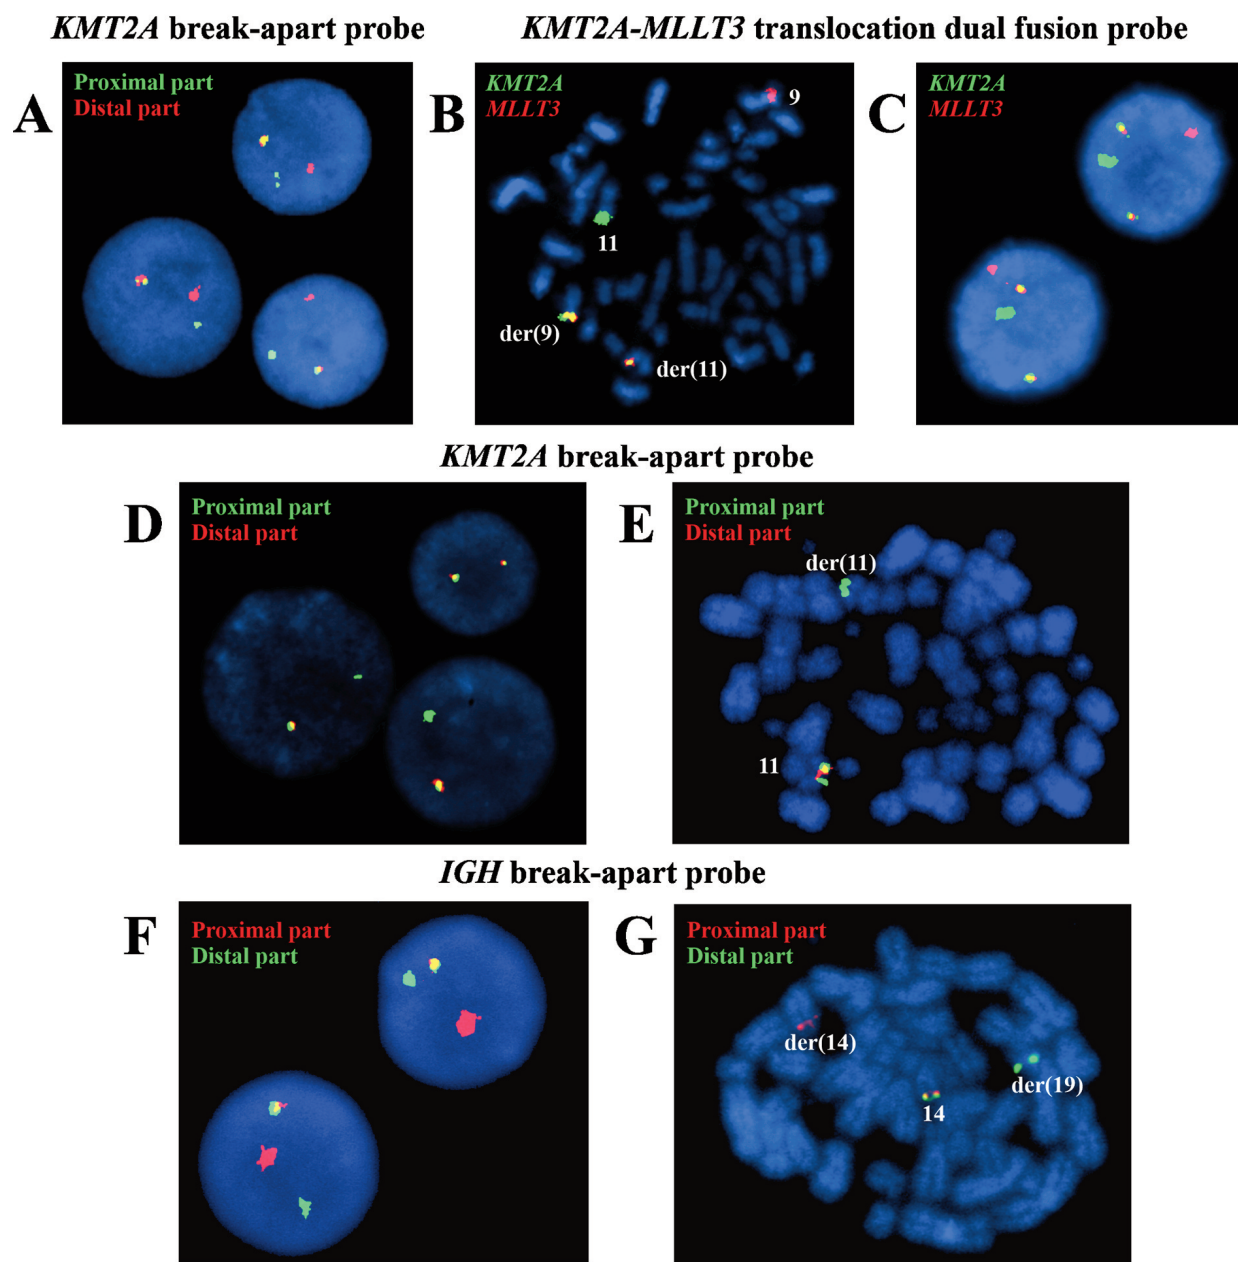 KMT2A break-apart probe
KMT2A-MLLT3 translocation dual fusion probe
A
Proximal part
Distal part
B
KMT2A
MLLT3
9
11
der(9)
der(11)
C
KMT2A
MLLT3
KMT2A break-apart probe
D
Proximal part
Distal part
E
Proximal part
Distal part
der(11)
11
IGH break-apart probe
F
Proximal part
Distal part
G
Proximal part
Distal part
der(14)
der(19)
14